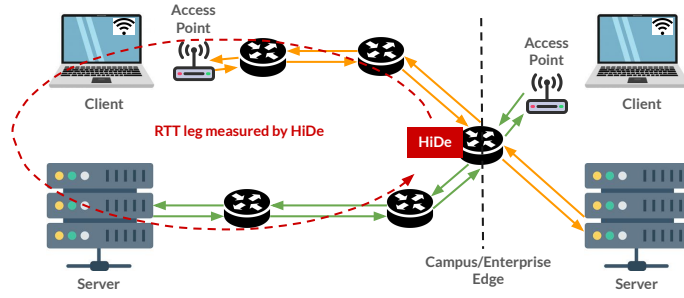 Access
Point
Client
Access
Point
Client
RTT leg measured by HiDe
HiDe
Server
Campus/Enterprise
Edge
Server